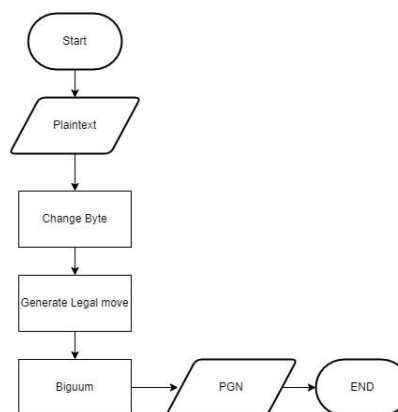 Start
Plaintext
Change Byte
Generate Legal move
Biguum
PGN
END